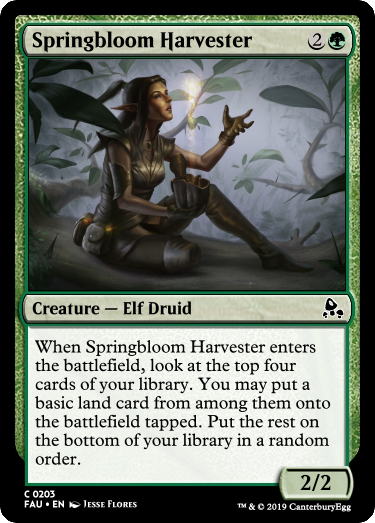 Springbloom Harvester 2
Creature — Elf Druid
When Springbloom Harvester enters
the battlefield, look at the top four
cards of your library. You may put a
basic land card from among them onto
the battlefield tapped. Put the rest on
the bottom of your library in a random
order.
2/2
C 0203
FAU • EN Jesse Flores
™ & © 2019 CanterburyEgg